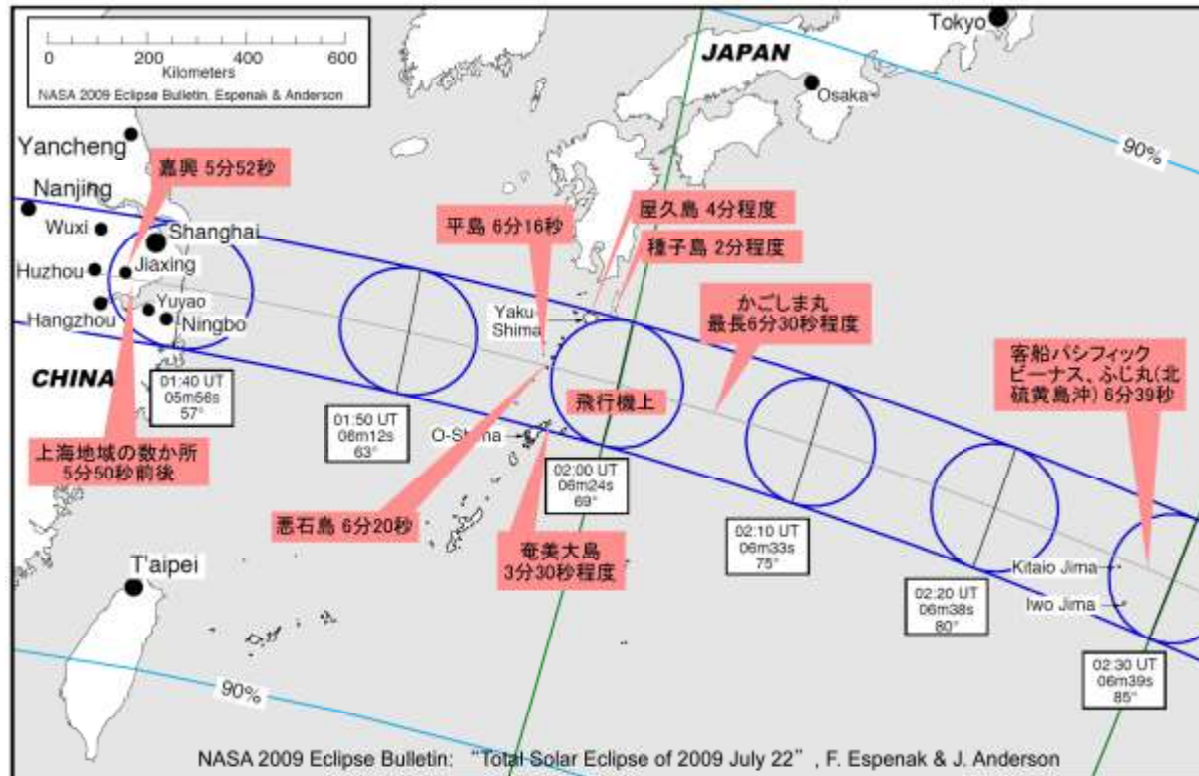 0 200 400 600
Kilometers
NASA 2009 Eclipse Bulletin, Espenak & Anderson
Tokyo
JAPAN
Osaka
90%
Yancheng
嘉興 5分52秒
Nanjing
Wuxi
Shanghai
Huzhou
Jiaxing
Hangzhou
Yuyao
Ningbo
CHINA
平島 6分16秒
屋久島 4分程度
種子島 2分程度
Yaku-
Shima
かごしま丸
最長6分30秒程度
客船パシフィック
ビーナス、ふじ丸(北
硫黄島沖) 6分39秒
飛行機上
O-Shima
01:40 UT
05m56s
57°
01:50 UT
06m12s
63°
02:00 UT
06m24s
69°
02:10 UT
06m33s
75°
02:20 UT
06m38s
80°
02:30 UT
06m39s
85°
上海地域の数か所
5分50秒前後
悪石島 6分20秒
奄美大島
3分30秒程度
Kitaio Jima
Iwo Jima
T'aipei
90%
NASA 2009 Eclipse Bulletin: “Total Solar Eclipse of 2009 July 22”, F. Espenak & J. Anderson